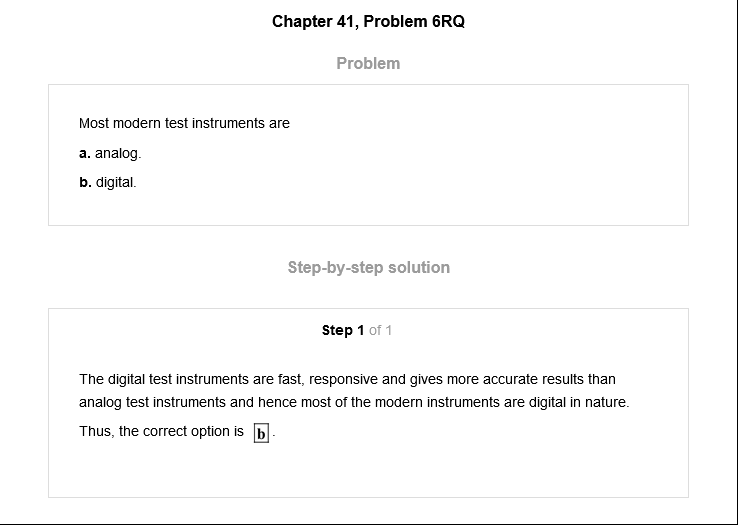 Chapter 41, Problem 6RQ
Problem
Most modern test instruments are
a. analog.
b. digital.
Step-by-step solution
Step 1 of 1
The digital test instruments are fast, responsive and gives more accurate results than
analog test instruments and hence most of the modern instruments are digital in nature.
Thus, the correct option is b.